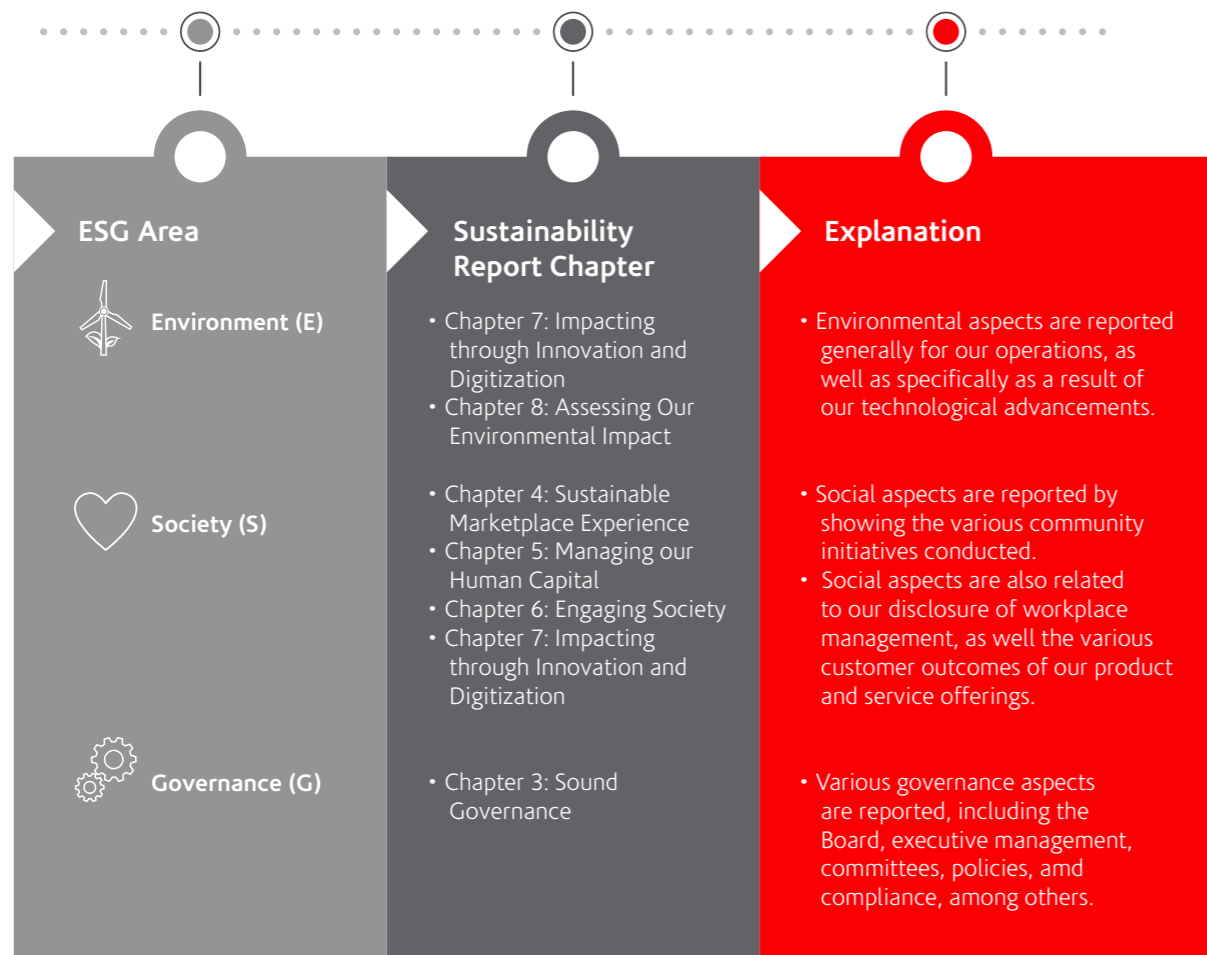 ESG Area
Sustainability
Report Chapter
Explanation
Environment (E)
• Chapter 7: Impacting
through Innovation and
Digitization
• Chapter 8: Assessing Our
Environmental Impact
• Environmental aspects are reported
generally for our operations, as
well as specifically as a result of
our technological advancements.
Society (S)
• Chapter 4: Sustainable
Marketplace Experience
• Chapter 5: Managing our
Human Capital
• Chapter 6: Engaging Society
• Chapter 7: Impacting
through Innovation and
Digitization
• Social aspects are reported by
showing the various community
initiatives conducted.
• Social aspects are also related
to our disclosure of workplace
management, as well the various
customer outcomes of our product
and service offerings.
Governance (G)
• Chapter 3: Sound
Governance
• Various governance aspects
are reported, including the
Board, executive management,
committees, policies, amd
compliance, among others.